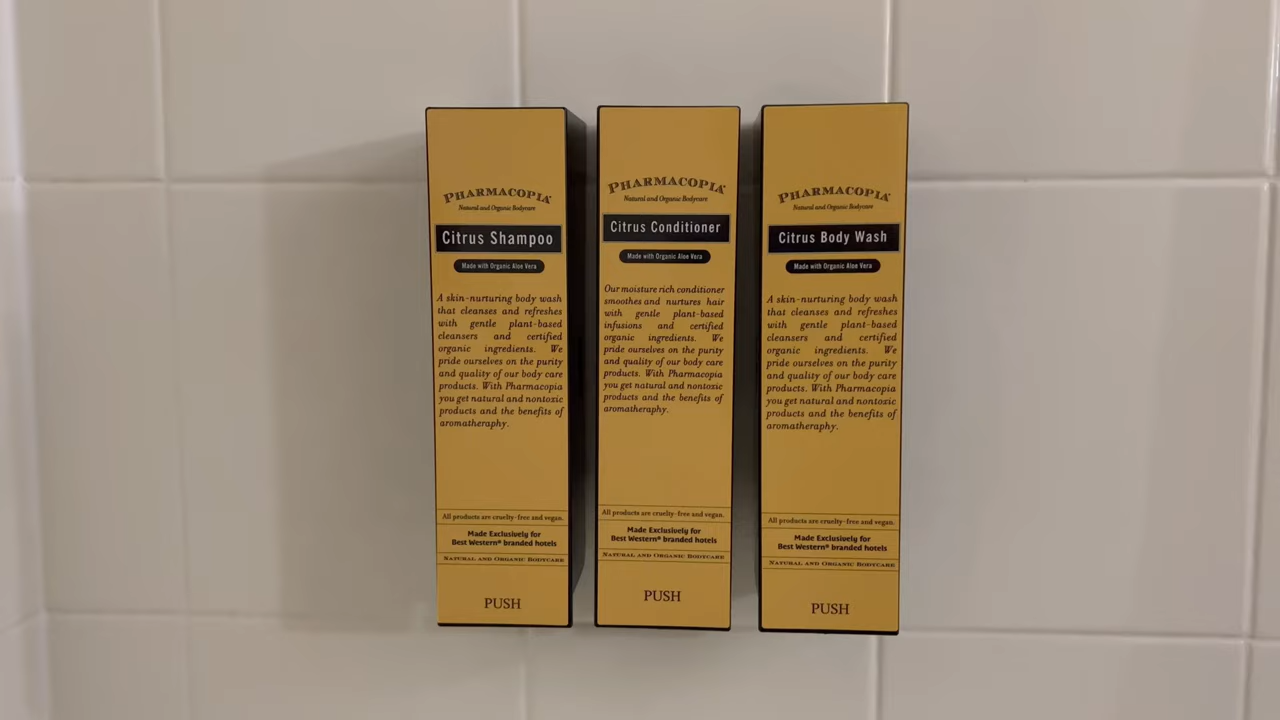 PHARMACOPIA
Natural and Organic Bodycare
Citrus Shampoo
Made with Organic Aloe Vera
A skin-nurturing body wash
that cleanses and refreshes
with gentle plant-based
cleansers and certified
organic ingredients. We
pride ourselves on the purity
and quality of our body care
products. With Pharmacopia
you get natural and nontoxic
products and the benefits of
aromatheraphy.
All products are cruelty-free and vegan.
Made Exclusively for
Best Western® branded hotels
NATURAL AND ORGANIC BODYCARE
PUSH
PHARMACOPIA
Natural and Organic Bodycare
Citrus Conditioner
Made with Organic Aloe Vera
Our moisture rich conditioner
smoothes and nurtures hair
with gentle plant-based
infusions and certified
organic ingredients. We
pride ourselves on the purity
and quality of our body care
products. With Pharmacopia
you get natural and nontoxic
products and the benefits of
aromatheraphy.
All products are cruelty-free and vegan.
Made Exclusively for
Best Western® branded hotels
NATURAL AND ORGANIC BODYCARE
PUSH
PHARMACOPIA
Natural and Organic Bodycare
Citrus Body Wash
Made with Organic Aloe Vera
A skin-nurturing body wash
that cleanses and refreshes
with gentle plant-based
cleansers and certified
organic ingredients. We
pride ourselves on the purity
and quality of our body care
products. With Pharmacopia
you get natural and nontoxic
products and the benefits of
aromatheraphy.
All products are cruelty-free and vegan.
Made Exclusively for
Best Western® branded hotels
NATURAL AND ORGANIC BODYCARE
PUSH